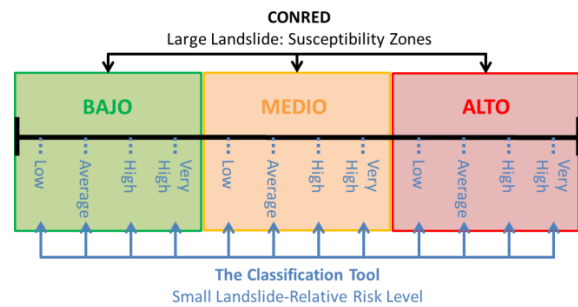 CONRED
Large Landslide: Susceptibility Zones
BAJO
MEDIO
ALTO
Low
Average
High
Very
High
Low
Average
High
Very
High
Low
Average
High
Very
High
The Classification Tool
Small Landslide-Relative Risk Level